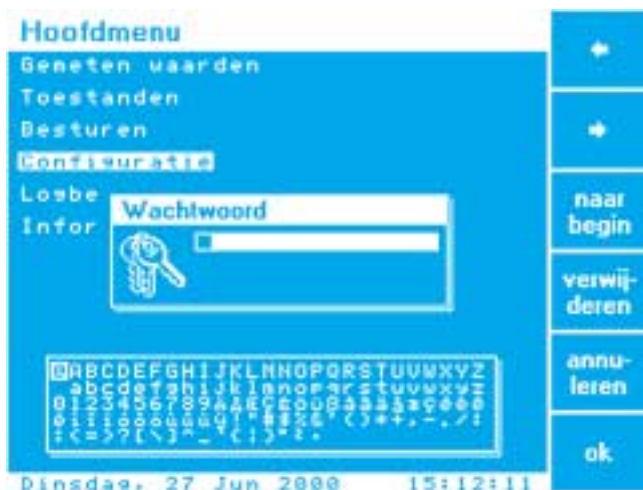 Hoofdmenu
Gemeten waarden
Toestanden
Besturen
Configuratie
Logbe
Infor
Wachtwoord
ABCDEFGHIJKLMNOPQRSTUVWXYZ
abcdefghijklmnopqrstuvwxyz
0123456789
Dinsdag, 27 Jun 2000 15:12:11
naar
begin
verwij-
deren
annu-
leren
ok